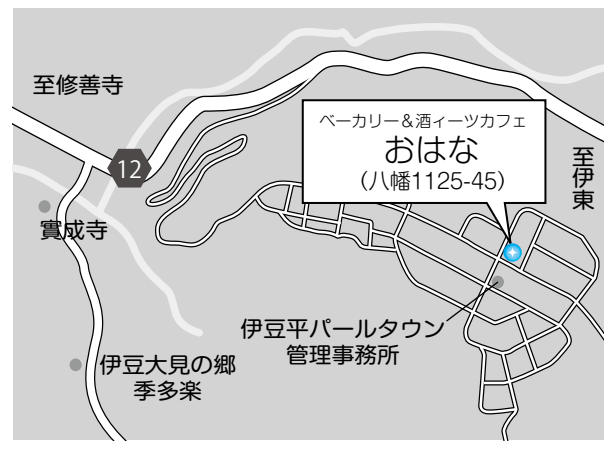 至修善寺
ベーカリー&酒ィーツカフェ
おはな
(八幡1125-45)
至伊東
12
實成寺
伊豆平パールタウン
管理事務所
伊豆大見の郷
季多楽